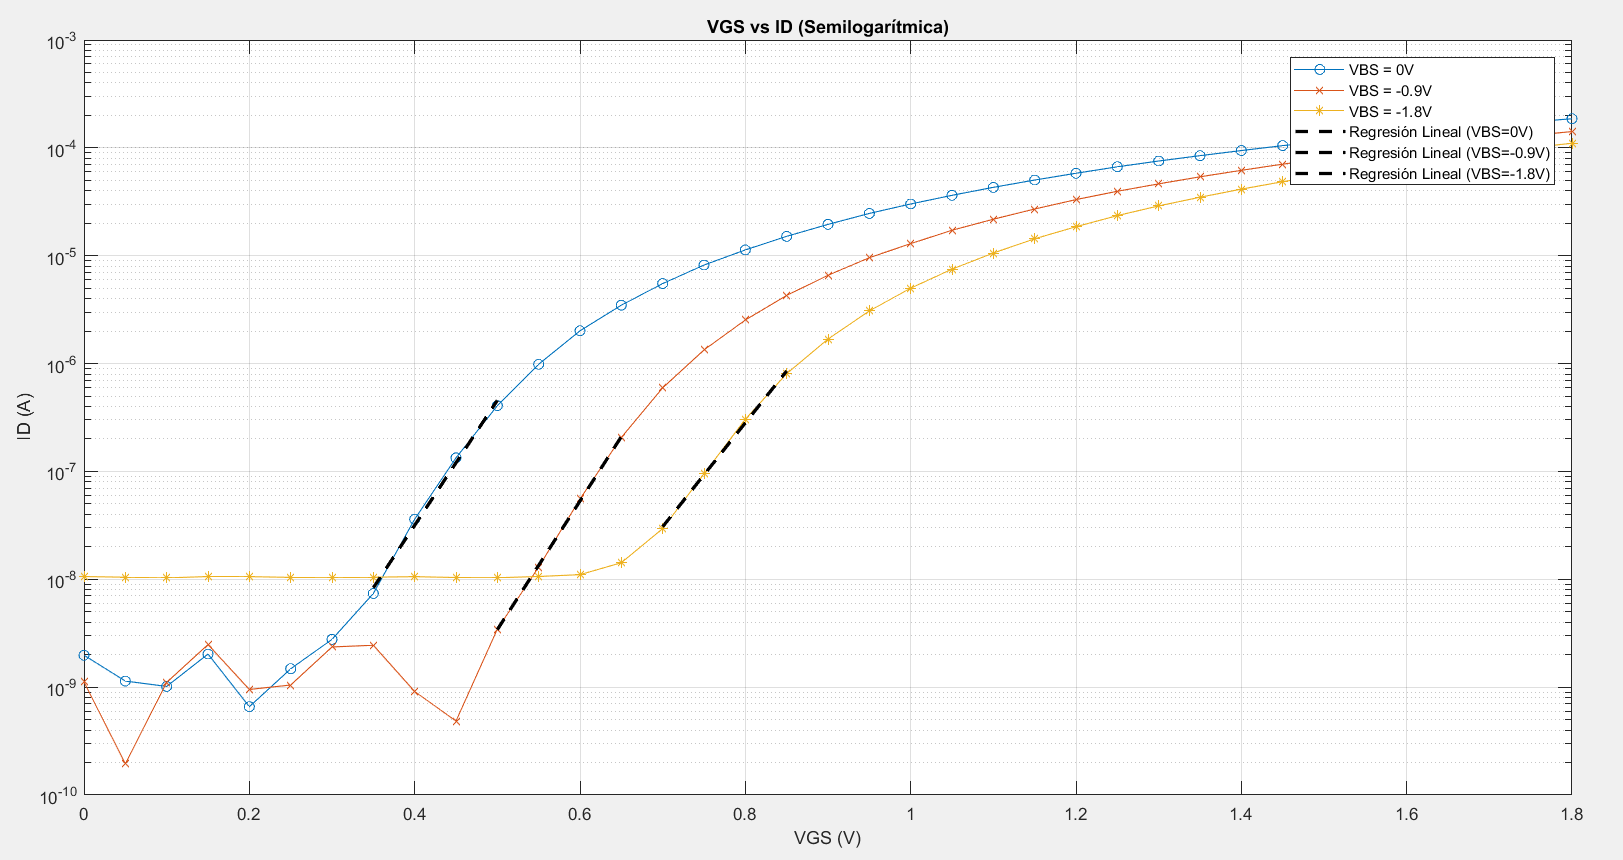 VGS vs ID (Semilogarítmica)
10-3
10-4
10-5
10-6
10-7
10-8
10-9
10-10
ID (A)
VBS = 0V
VBS = -0.9V
VBS = -1.8V
Regresión Lineal (VBS=0V)
Regresión Lineal (VBS=-0.9V)
Regresión Lineal (VBS=-1.8V)
0 0.2 0.4 0.6 0.8 1 1.2 1.4 1.6 1.8
VGS (V)